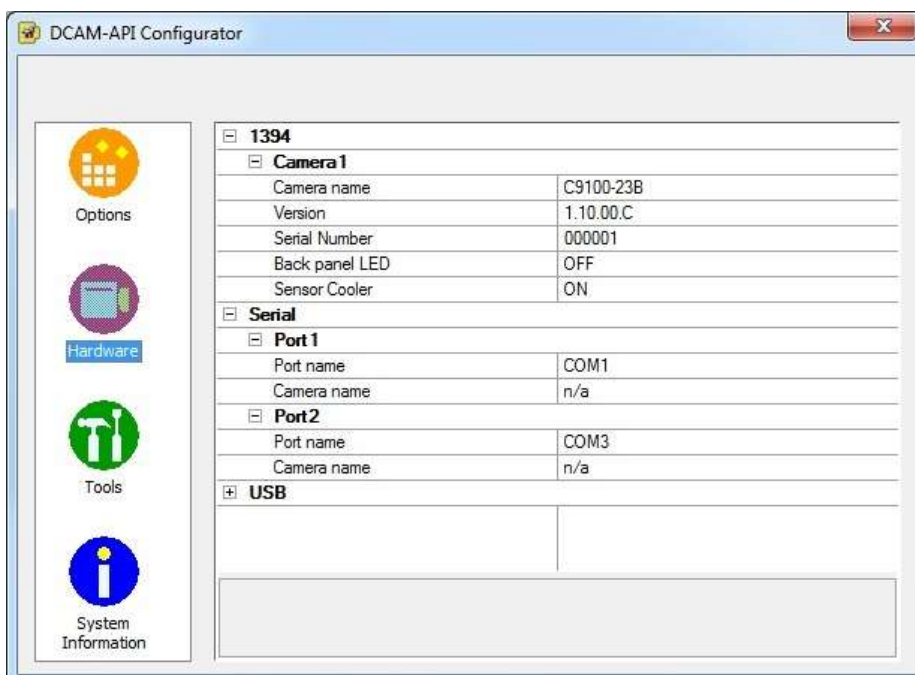 DCAM-API Configurator
Options
Hardware
Tools
System
Information
1394
Camera1
Camera name C9100-23B
Version 1.10.00.C
Serial Number 000001
Back panel LED OFF
Sensor Cooler ON
Serial
Port1
Port name COM1
Camera name n/a
Port2
Port name COM3
Camera name n/a
USB